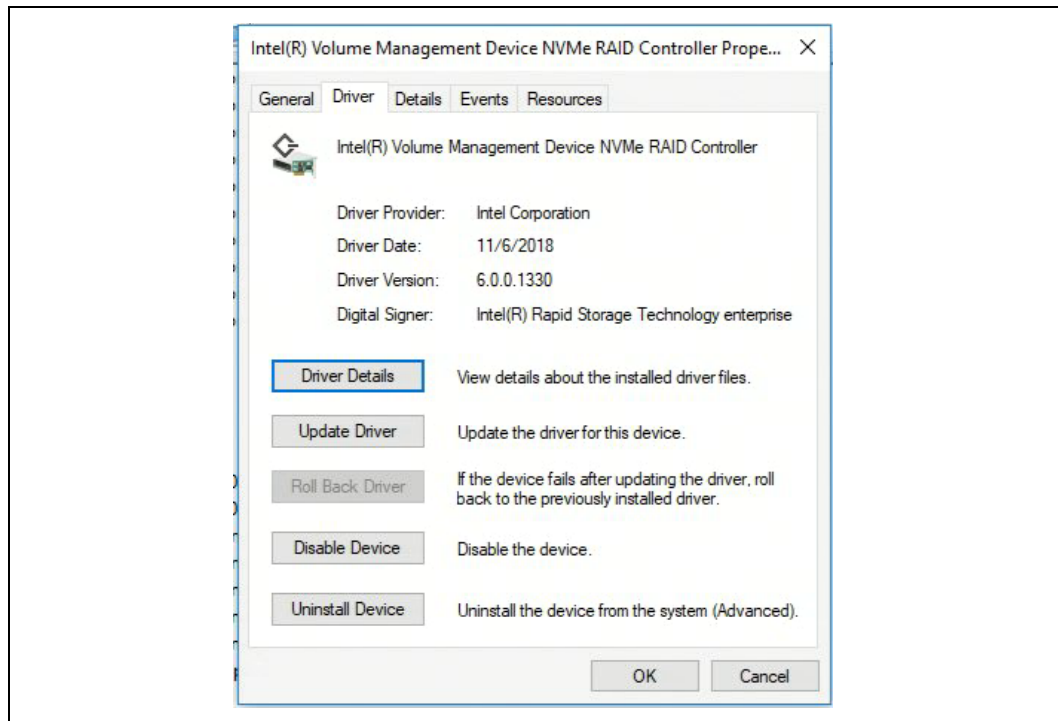 Intel(R) Volume Management Device NVMe RAID Controller Prope...
General Driver Details Events Resources
Intel(R) Volume Management Device NVMe RAID Controller
Driver Provider: Intel Corporation
Driver Date: 11/6/2018
Driver Version: 6.0.0.1330
Digital Signer: Intel(R) Rapid Storage Technology enterprise
Driver Details View details about the installed driver files.
Update Driver Update the driver for this device.
Roll Back Driver If the device fails after updating the driver, roll
back to the previously installed driver.
Disable Device Disable the device.
Uninstall Device Uninstall the device from the system (Advanced).
OK Cancel